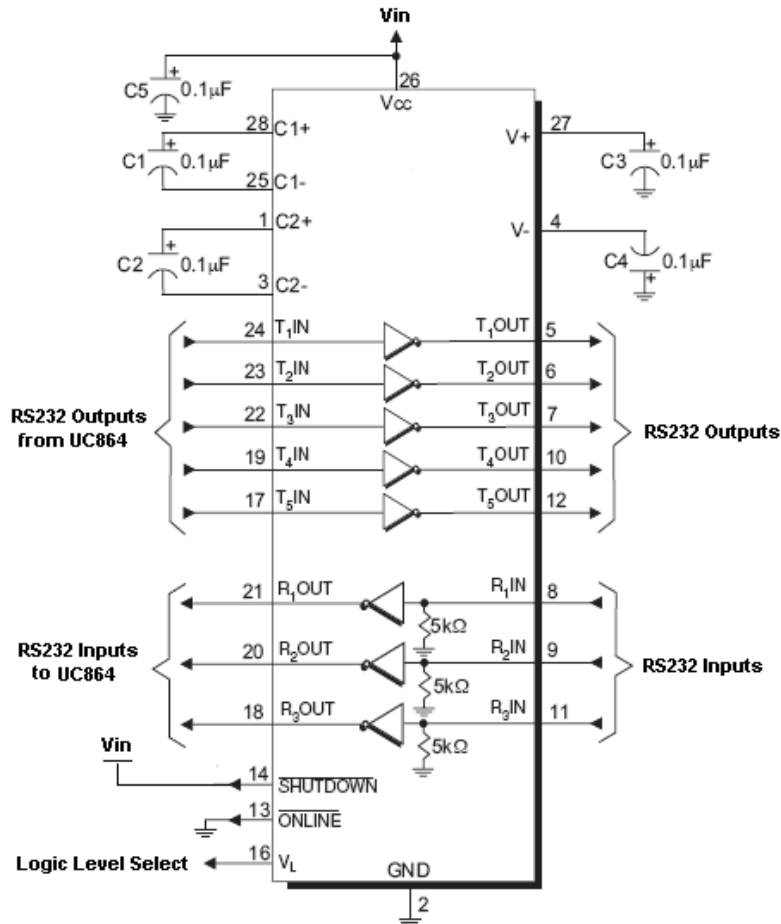 Vin
26
Vcc
C5 + 0.1µF
28 C1+
C1 + 0.1µF
25 C1-
1 C2+
C2 + 0.1µF
3 C2-
V+ 27
C3 + 0.1µF
V- 4
C4 0.1µF
+
24 T1IN T1OUT 5
23 T2IN T2OUT 6
22 T3IN T3OUT 7
19 T4IN T4OUT 10
17 T5IN T5OUT 12
RS232 Outputs
from UC864
RS232 Outputs
21 R1OUT R1IN 8
5kΩ
20 R2OUT R2IN 9
5kΩ
18 R3OUT R3IN 11
5kΩ
RS232 Inputs
to UC864
RS232 Inputs
Vin
14 SHUTDOWN
13 ONLINE
Logic Level Select 16 VL
GND
2